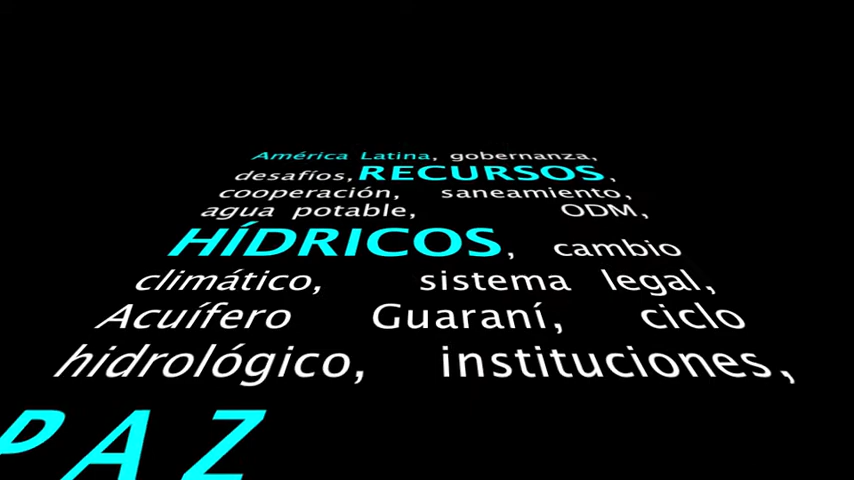 América Latina, gobernanza,
desafíos, RECURSOS,
cooperación, saneamiento,
agua potable, ODM,
HÍDRICOS, cambio
climático, sistema legal,
Acuífero Guaraní, ciclo
hidrológico, instituciones,
PAZ